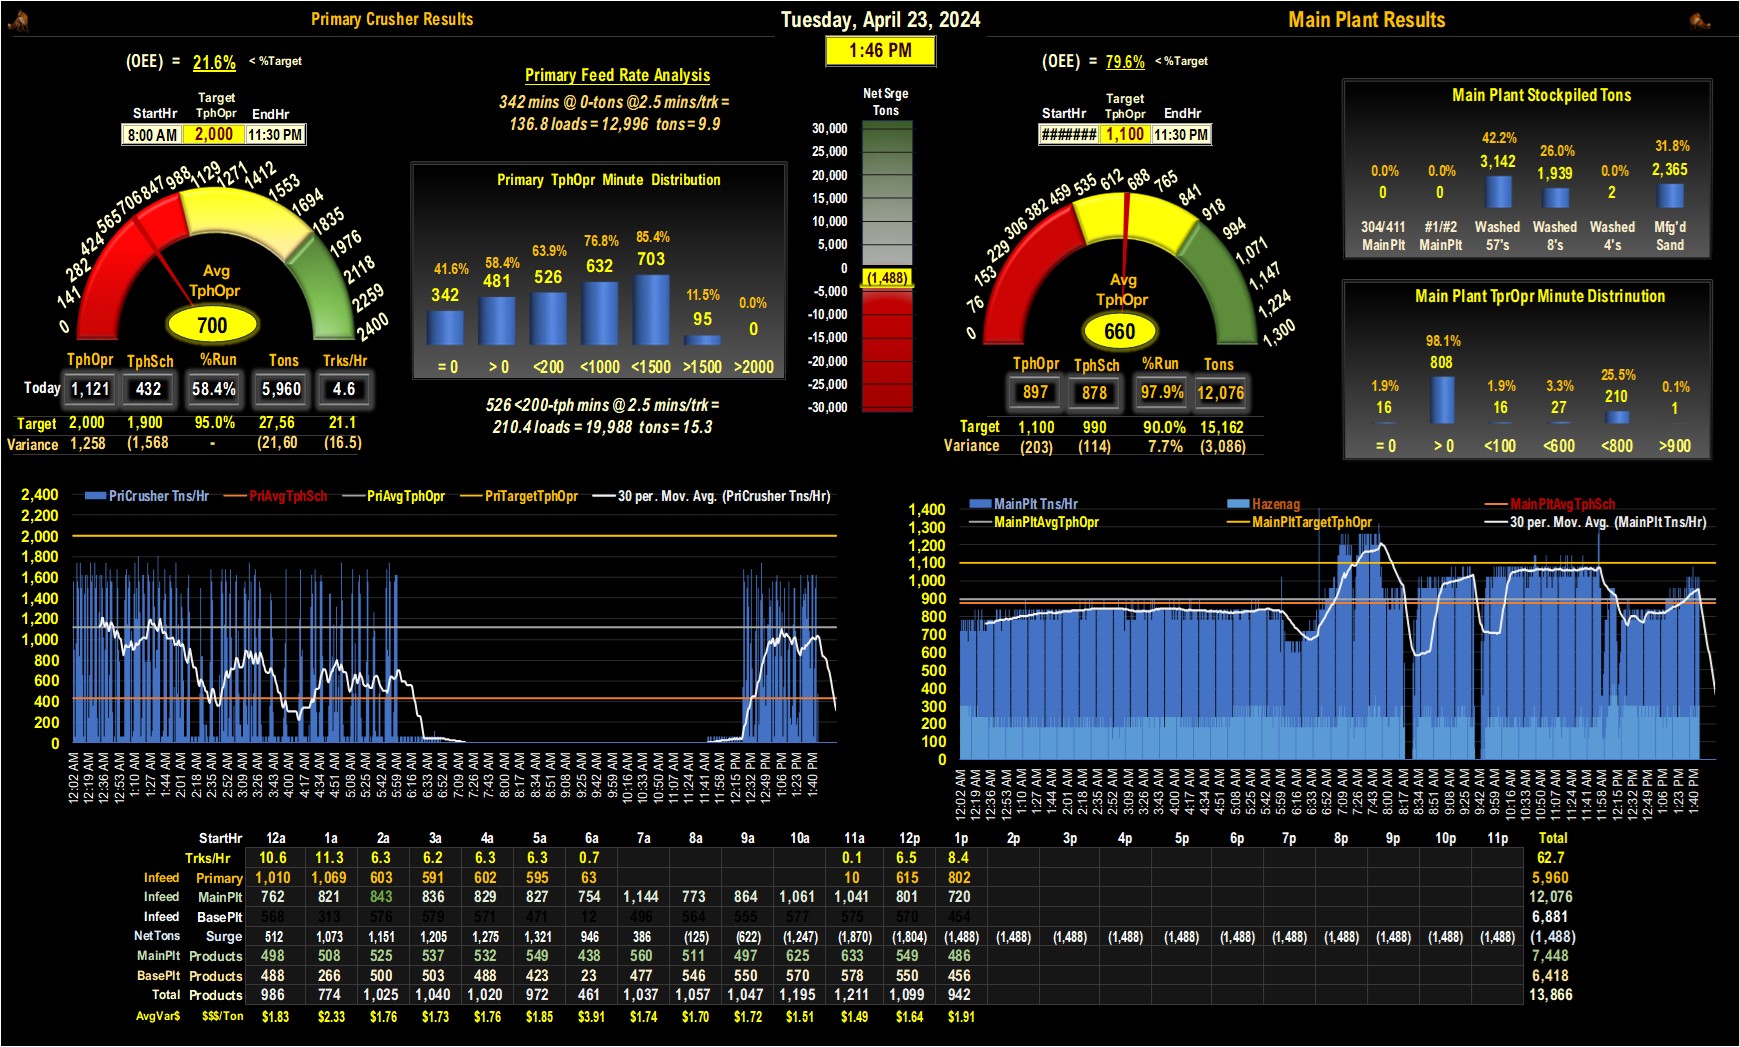 Primary Crusher Results
Tuesday, April 23, 2024
Main Plant Results
1:46 PM
(OEE) = 21.6% < %Target
Target
StartHr TphOpr EndHr
8:00 AM 2,000 11:30 PM
0 141 282 424 565 706 847 988 1129 1271 1412 1553 1694 1835 1976 2118 2259 2400
Avg
TphOpr
700
TphOpr TphSch %Run Tons Trks/Hr
Today 1,121 432 58.4% 5,960 4.6
Target 2,000 1,900 95.0% 27,56 21.1
Variance 1,258 (1,568 - (21,60 (16.5)
Primary Feed Rate Analysis
342 mins @ 0-tons @2.5 mins/trk =
136.8 loads = 12,996 tons = 9.9
Primary TphOpr Minute Distribution
41.6% 58.4% 63.9% 76.8% 85.4% 11.5% 0.0%
342 481 526 632 703 95 0
= 0 > 0 <200 <1000 <1500 >1500 >2000
526 <200-tph mins @ 2.5 mins/trk =
210.4 loads = 19,988 tons = 15.3
Net Srge
Tons
30,000
25,000
20,000
15,000
10,000
5,000
0
(1,488)
-5,000
-10,000
-15,000
-20,000
-25,000
-30,000
(OEE) = 79.6% < %Target
Target
StartHr TphOpr EndHr
####### 1,100 11:30 PM
0 76 153 229 306 382 459 535 612 688 765 841 918 994 1,071 1,147 1,224 1,300
Avg
TphOpr
660
TphOpr TphSch %Run Tons
897 878 97.9% 12,076
Target 1,100 990 90.0% 15,162
Variance (203) (114) 7.7% (3,086)
Main Plant Stockpiled Tons
0.0% 0.0% 42.2% 26.0% 0.0% 31.8%
0 0 3,142 1,939 2 2,365
304/411 #1/#2 Washed Washed Washed Mfg'd
MainPlt MainPlt 57's 8's 4's Sand
Main Plant TprOpr Minute Distrinution
1.9% 98.1% 1.9% 3.3% 25.5% 0.1%
16 808 16 27 210 1
= 0 > 0 <100 <600 <800 >900
PriCrusher Tns/Hr PriAvgTphSch PriAvgTphOpr PriTargetTphOpr 30 per. Mov. Avg. (PriCrusher Tns/Hr)
2,400
2,200
2,000
1,800
1,600
1,400
1,200
1,000
800
600
400
200
0
12:02 AM 12:19 AM 12:36 AM 12:53 AM 1:10 AM 1:27 AM 1:44 AM 2:01 AM 2:18 AM 2:35 AM 2:52 AM 3:09 AM 3:26 AM 3:43 AM 4:00 AM 4:17 AM 4:34 AM 4:51 AM 5:08 AM 5:25 AM 5:42 AM 5:59 AM 6:16 AM 6:33 AM 6:52 AM 7:09 AM 7:26 AM 7:43 AM 8:00 AM 8:17 AM 8:34 AM 8:51 AM 9:08 AM 9:25 AM 9:42 AM 9:59 AM 10:16 AM 10:33 AM 10:50 AM 11:07 AM 11:24 AM 11:41 AM 11:58 AM 12:15 PM 12:32 PM 12:49 PM 1:06 PM 1:23 PM 1:40 PM
MainPlt Tns/Hr Hazenag MainPltAvgTphSch
MainPltAvgTphOpr MainPltTargetTphOpr 30 per. Mov. Avg. (MainPlt Tns/Hr)
1,400
1,300
1,200
1,100
1,000
900
800
700
600
500
400
300
200
100
0
12:02 AM 12:19 AM 12:36 AM 12:53 AM 1:10 AM 1:27 AM 1:44 AM 2:01 AM 2:18 AM 2:35 AM 2:52 AM 3:09 AM 3:26 AM 3:43 AM 4:00 AM 4:17 AM 4:34 AM 4:51 AM 5:08 AM 5:25 AM 5:42 AM 5:59 AM 6:16 AM 6:33 AM 6:52 AM 7:09 AM 7:26 AM 7:43 AM 8:00 AM 8:17 AM 8:34 AM 8:51 AM 9:08 AM 9:25 AM 9:42 AM 9:59 AM 10:16 AM 10:33 AM 10:50 AM 11:07 AM 11:24 AM 11:41 AM 11:58 AM 12:15 PM 12:32 PM 12:49 PM 1:06 PM 1:23 PM 1:40 PM
StartHr 12a 1a 2a 3a 4a 5a 6a 7a 8a 9a 10a 11a 12p 1p 2p 3p 4p 5p 6p 7p 8p 9p 10p 11p Total
Trks/Hr 10.6 11.3 6.3 6.2 6.3 6.3 0.7 0.1 6.5 8.4 62.7
Infeed Primary 1,010 1,069 603 591 602 595 63 10 615 802 5,960
Infeed MainPlt 762 821 843 836 829 827 754 1,144 773 864 1,061 1,041 801 720 12,076
Infeed BasePlt 568 313 576 579 571 471 12 496 564 555 577 575 570 454 6,881
NetTons Surge 512 1,073 1,151 1,205 1,275 1,321 946 386 (125) (622) (1,247) (1,870) (1,804) (1,488) (1,488) (1,488) (1,488) (1,488) (1,488) (1,488) (1,488) (1,488) (1,488) (1,488) (1,488)
MainPlt Products 498 508 525 537 532 549 438 560 511 497 625 633 549 486 7,448
BasePlt Products 488 266 500 503 488 423 23 477 546 550 570 578 550 456 6,418
Total Products 986 774 1,025 1,040 1,020 972 461 1,037 1,057 1,047 1,195 1,211 1,099 942 13,866
AvgVar$ $$$/Ton $1.83 $2.33 $1.76 $1.73 $1.76 $1.85 $3.91 $1.74 $1.70 $1.72 $1.51 $1.49 $1.64 $1.91